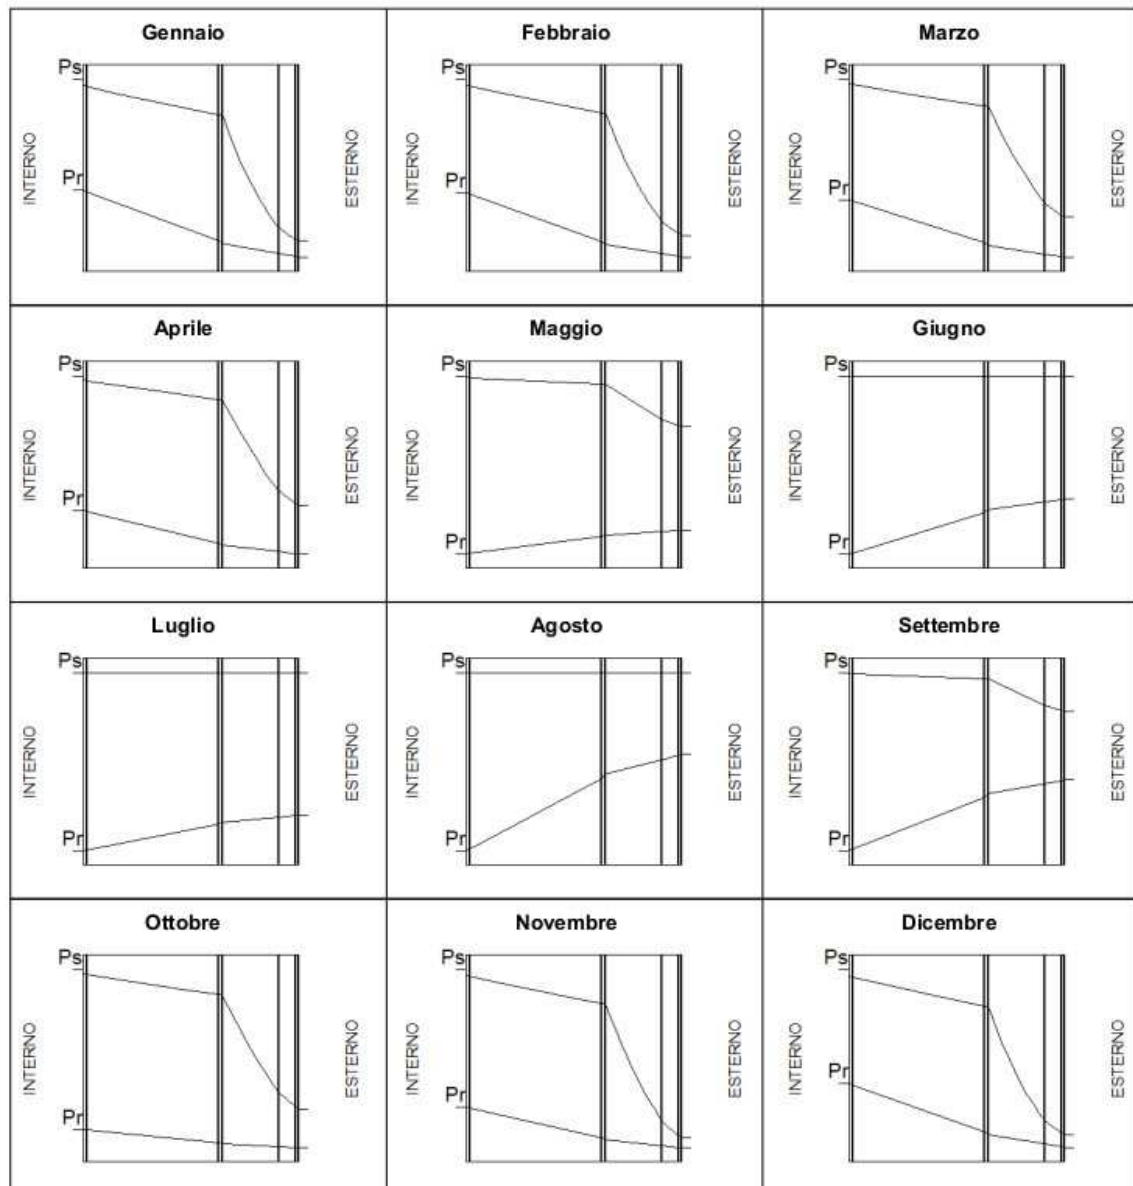 Gennaio
Ps
Pr
INTERNO
ESTERNO
Febbraio
Ps
Pr
INTERNO
ESTERNO
Marzo
Ps
Pr
INTERNO
ESTERNO
Aprile
Ps
Pr
INTERNO
ESTERNO
Maggio
Ps
Pr
INTERNO
ESTERNO
Giugno
Ps
Pr
INTERNO
ESTERNO
Luglio
Ps
Pr
INTERNO
ESTERNO
Agosto
Ps
Pr
INTERNO
ESTERNO
Settembre
Ps
Pr
INTERNO
ESTERNO
Ottobre
Ps
Pr
INTERNO
ESTERNO
Novembre
Ps
Pr
INTERNO
ESTERNO
Dicembre
Ps
Pr
INTERNO
ESTERNO